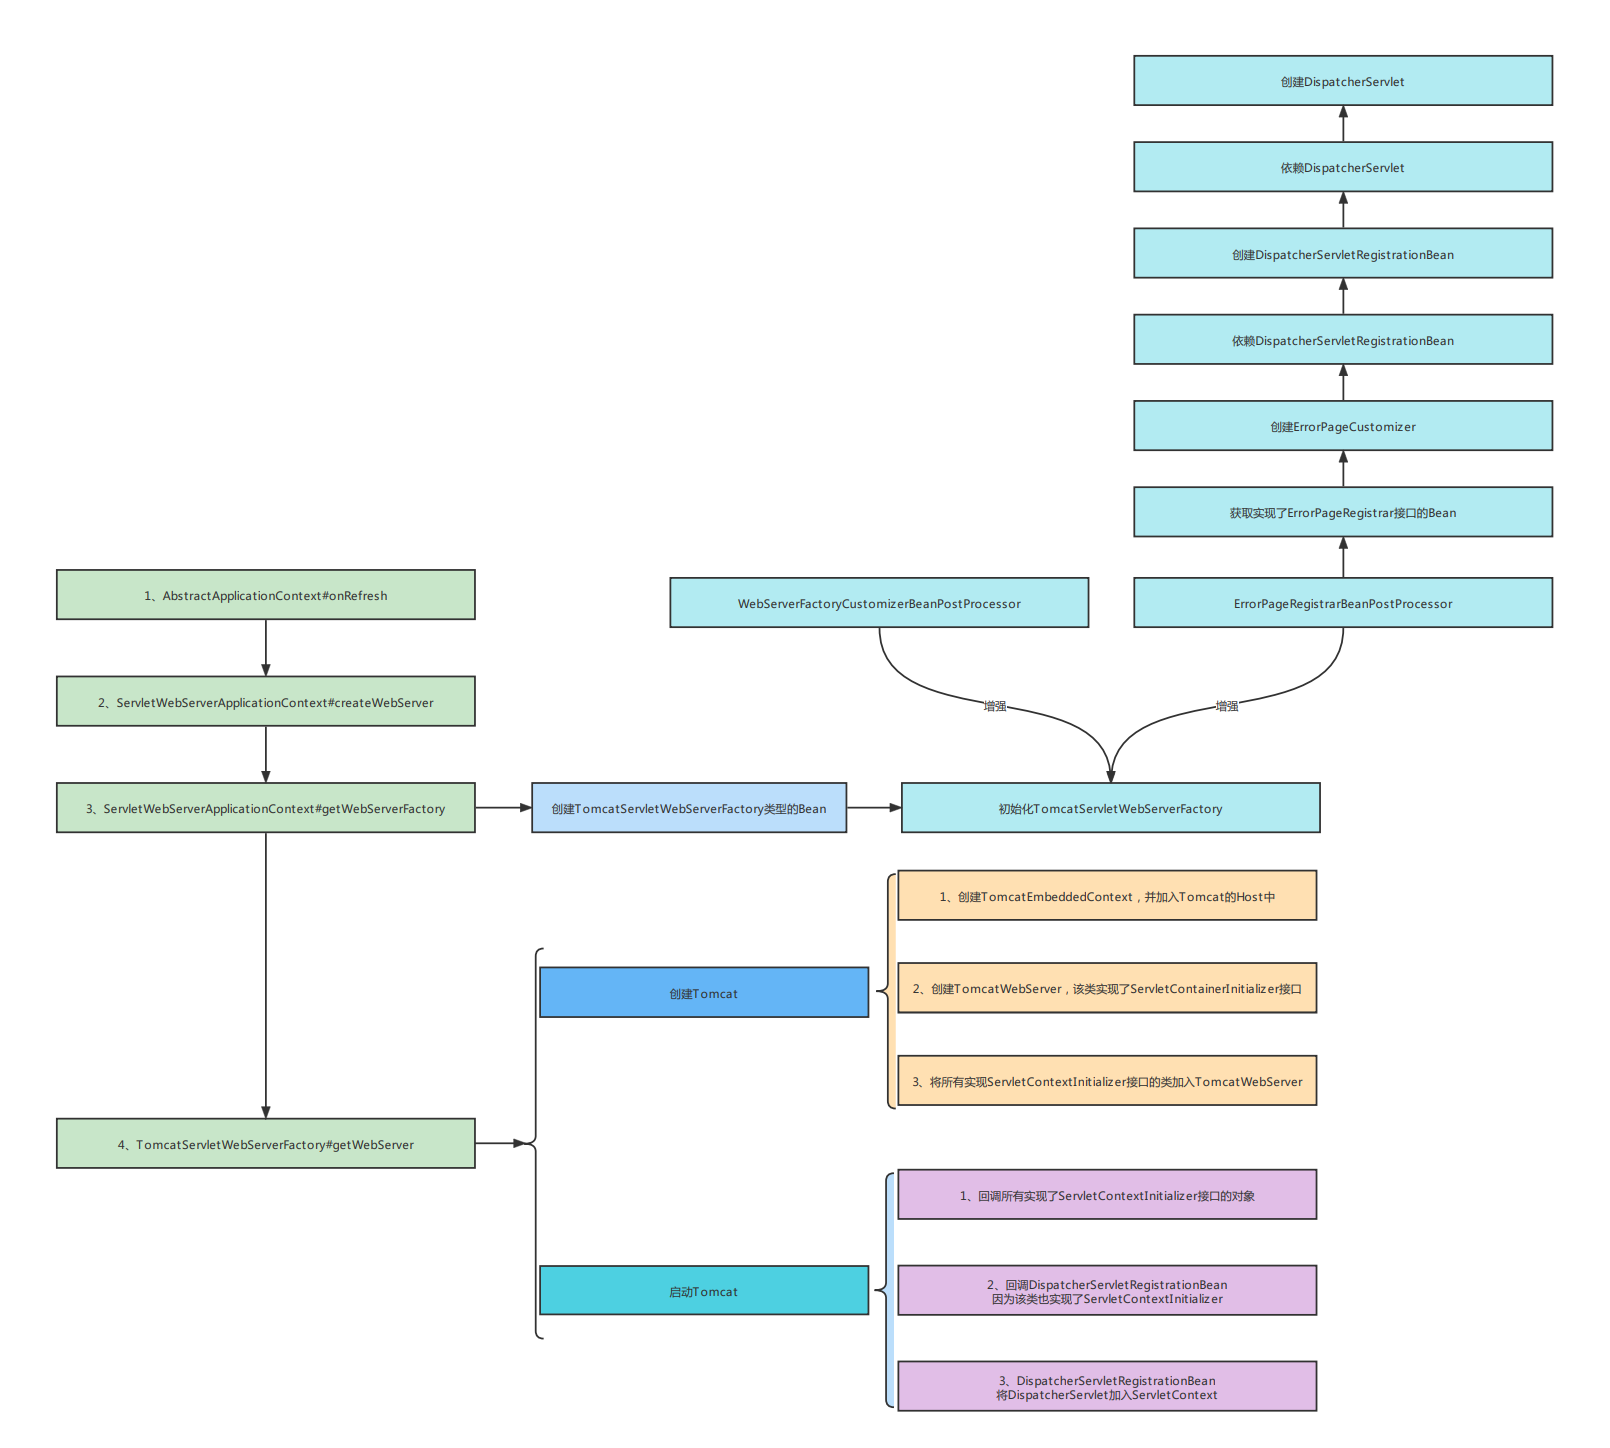 创建DispatcherServlet
依赖DispatcherServlet
创建DispatcherServletRegistrationBean
依赖DispatcherServletRegistrationBean
创建ErrorPageCustomizer
获取实现了ErrorPageRegistrar接口的Bean
1、AbstractApplicationContext#onRefresh
WebServerFactoryCustomizerBeanPostProcessor
ErrorPageRegistrarBeanPostProcessor
2、ServletWebServerApplicationContext#createWebServer
增强
增强
3、ServletWebServerApplicationContext#getWebServerFactory
创建TomcatServletWebServerFactory类型的Bean
初始化TomcatServletWebServerFactory
1、创建TomcatEmbeddedContext，并加入Tomcat的Host中
创建Tomcat
2、创建TomcatWebServer，该类实现了ServletContainerInitializer接口
3、将所有实现ServletContextInitializer接口的类加入TomcatWebServer
4、TomcatServletWebServerFactory#getWebServer
1、回调所有实现了ServletContextInitializer接口的对象
启动Tomcat
2、回调DispatcherServletRegistrationBean
因为该类也实现了ServletContextInitializer
3、DispatcherServletRegistrationBean
将DispatcherServlet加入ServletContext